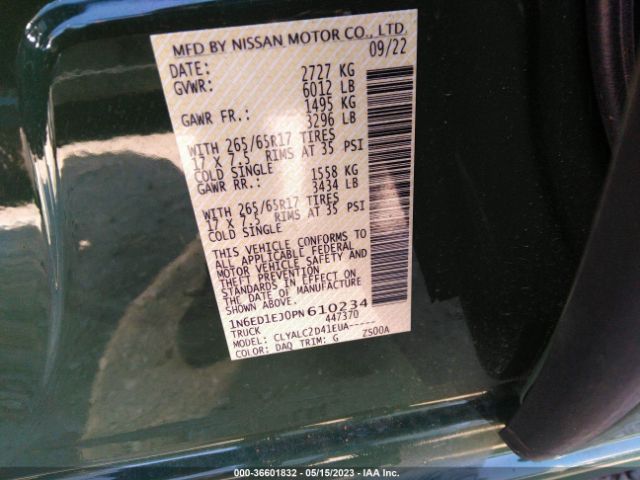 MFD BY NISSAN MOTOR CO., LTD.
DATE: 09/22
GVWR: 2727 KG
6012 LB
GAWR FR.: 1495 KG
3296 LB
WITH 265/65R17 TIRES
17 X 7.5 RIMS AT 35 PSI
COLD SINGLE
GAWR RR.: 1558 KG
3434 LB
WITH 265/65R17 TIRES
17 X 7.5 RIMS AT 35 PSI
COLD SINGLE
THIS VEHICLE CONFORMS TO
ALL APPLICABLE FEDERAL
MOTOR VEHICLE SAFETY AND
THEFT PREVENTION
STANDARDS IN EFFECT ON
THE DATE OF MFR SHOWN
ABOVE.
1N6ED1EJ0PN610234
TRUCK 447370
MODEL: CLYALC2D41EUA-----
COLOR: DAQ TRIM: G ZS00A
000-36601832 - 05/15/2023 - IAA Inc.